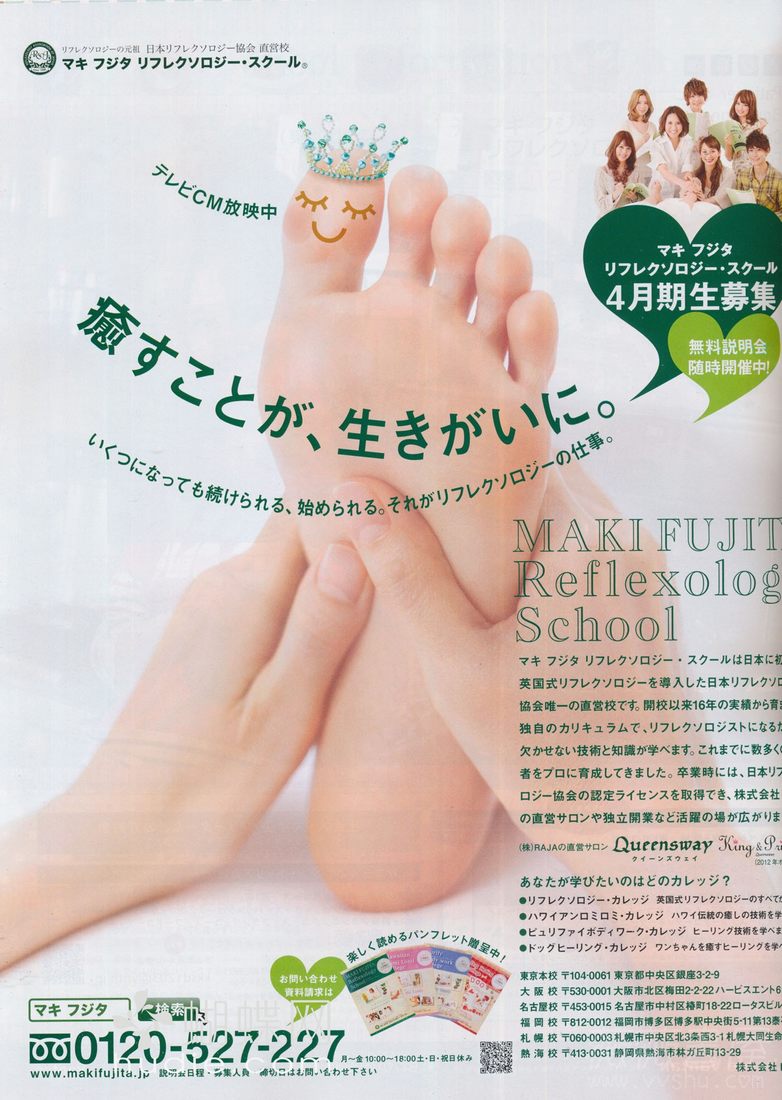 リフレクソロジーの元祖 日本リフレクソロジー協会 直営校
マキ フジタ リフレクソロジー・スクール®
テレビCM放映中
マキ フジタ
リフレクソロジー・スクール
4月期生募集
無料説明会
随時開催中!
癒すことが、生きがいに。
いくつになっても続けられる、始められる。それがリフレクソロジーの仕事。
MAKI FUJIT
Reflexolog
School
マキ フジタ リフレクソロジー・スクールは日本に初
英国式リフレクソロジーを導入した日本リフレクソロ
協会唯一の直営校です。開校以来16年の実績から育
独自のカリキュラムで、リフレクソロジストになるた
欠かせない技術と知識が学べます。これまでに数多く
者をプロに育成してきました。卒業時には、日本リフ
ロジー協会の認定ライセンスを取得でき、株式会社
の直営サロンや独立開業など活躍の場が広がりま
(株)RAJAの直営サロン Queensway King & Pri
クイーンズウェイ
(2012年
あなたが学びたいのはどのカレッジ?
●リフレクソロジー・カレッジ 英国式リフレクソロジーのすべて
●ハワイアンロミロミ・カレッジ ハワイ伝統の癒しの技術を学
●ピュリファイボディワーク・カレッジ ヒーリング技術を学べま
●ドッグヒーリング・カレッジ ワンちゃんを癒すヒーリングを学
東京本校 〒104-0061 東京都中央区銀座3-2-9
大阪校 〒530-0001 大阪市北区梅田2-2-22 ハービスエント6
名古屋校 〒453-0015 名古屋市中村区椿町18-22ロータスビル
福岡校 〒812-0012 福岡市博多区博多駅中央街5-11第13泰
札幌校 〒060-0003 札幌市中央区北3条西3-1札幌大同生命
熱海校 〒413-0031 静岡県熱海市林ガ丘町13-29
株式会社
楽しく読めるパンフレット贈呈中!
お問い合わせ
資料請求は
マキ フジタ 検索
0120-527-227 月〜金 10:00〜18:00 土・日・祝日休み
www.makifujita.jp 説明会日程・募集人員 締切日はお問い合わせ下さい
蝴蝶网